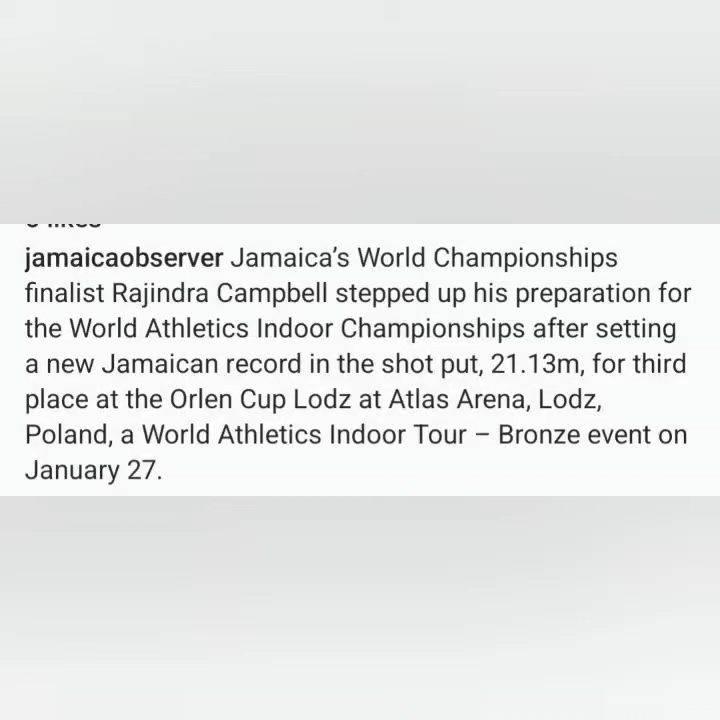 jamaicaobserver Jamaica’s World Championships
finalist Rajindra Campbell stepped up his preparation for
the World Athletics Indoor Championships after setting
a new Jamaican record in the shot put, 21.13m, for third
place at the Orlen Cup Lodz at Atlas Arena, Lodz,
Poland, a World Athletics Indoor Tour – Bronze event on
January 27.